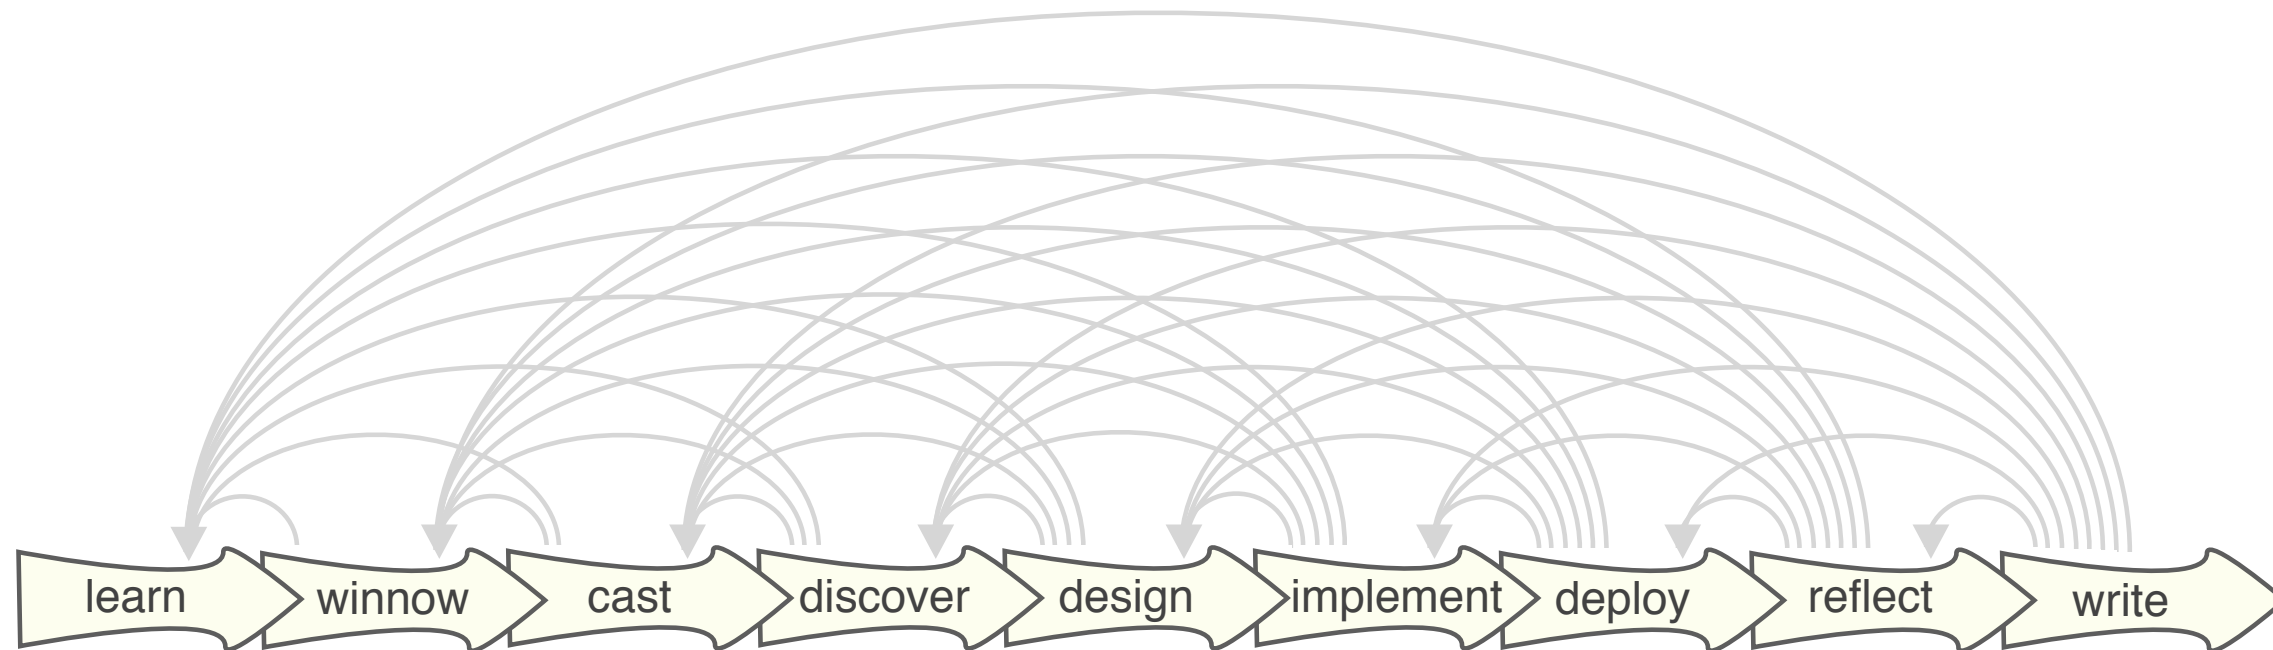 learn
winnow
cast
discover
design
implement
deploy
reflect
write